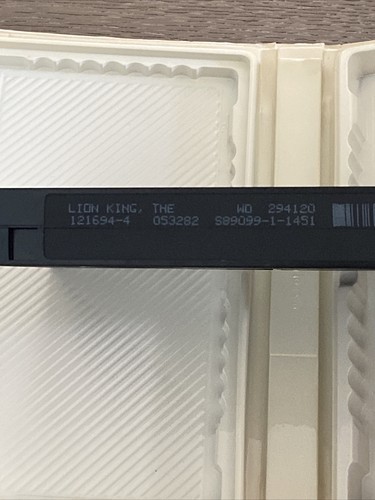 LION KING, THE WD 294120
121694-4 053282 S89099-1-1451